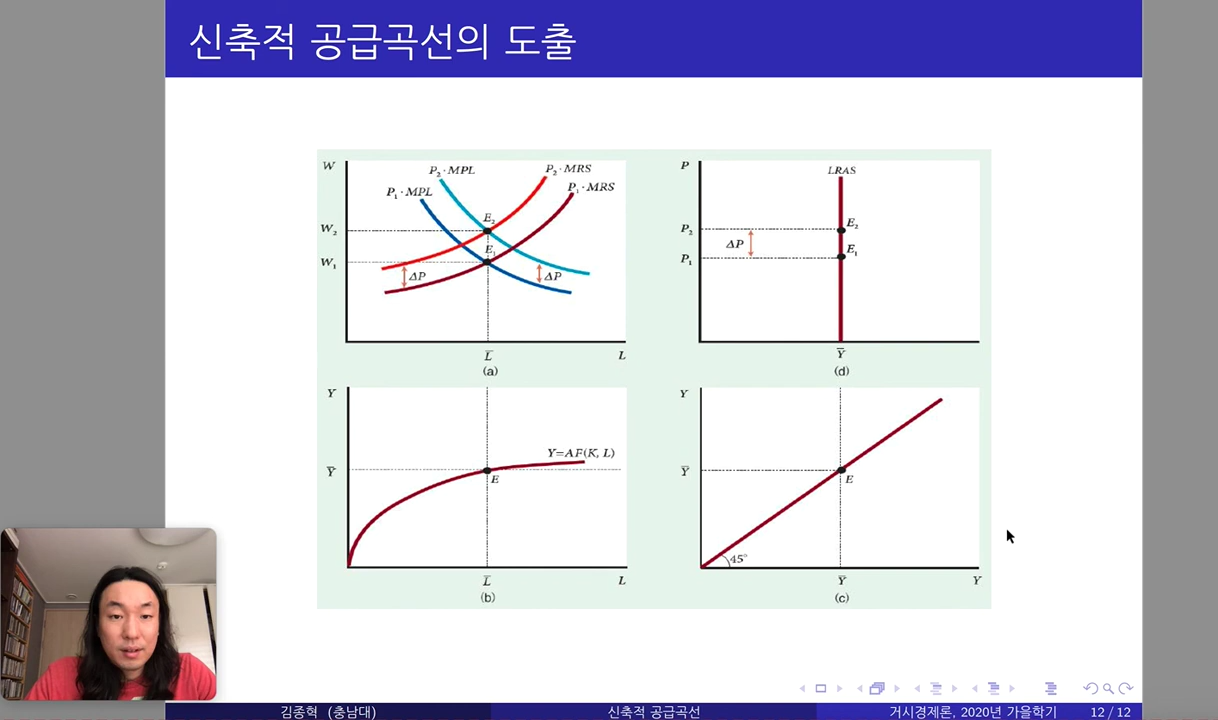 신축적 공급곡선의 도출
W
P₂·MPL
P₂·MRS
P₁·MPL
P₁·MRS
W₂
E₂
W₁
E₁
ΔP
ΔP
L̅
L
(a)
P
LRAS
P₂
E₂
ΔP
E₁
P₁
Y̅
(d)
Y
Y=AF(K, L)
Y̅
E
L̅
L
(b)
Y
Y̅
E
45°
Y̅
Y
(c)
김종혁 (충남대)
신축적 공급곡선
거시경제론, 2020년 가을학기
12 / 12